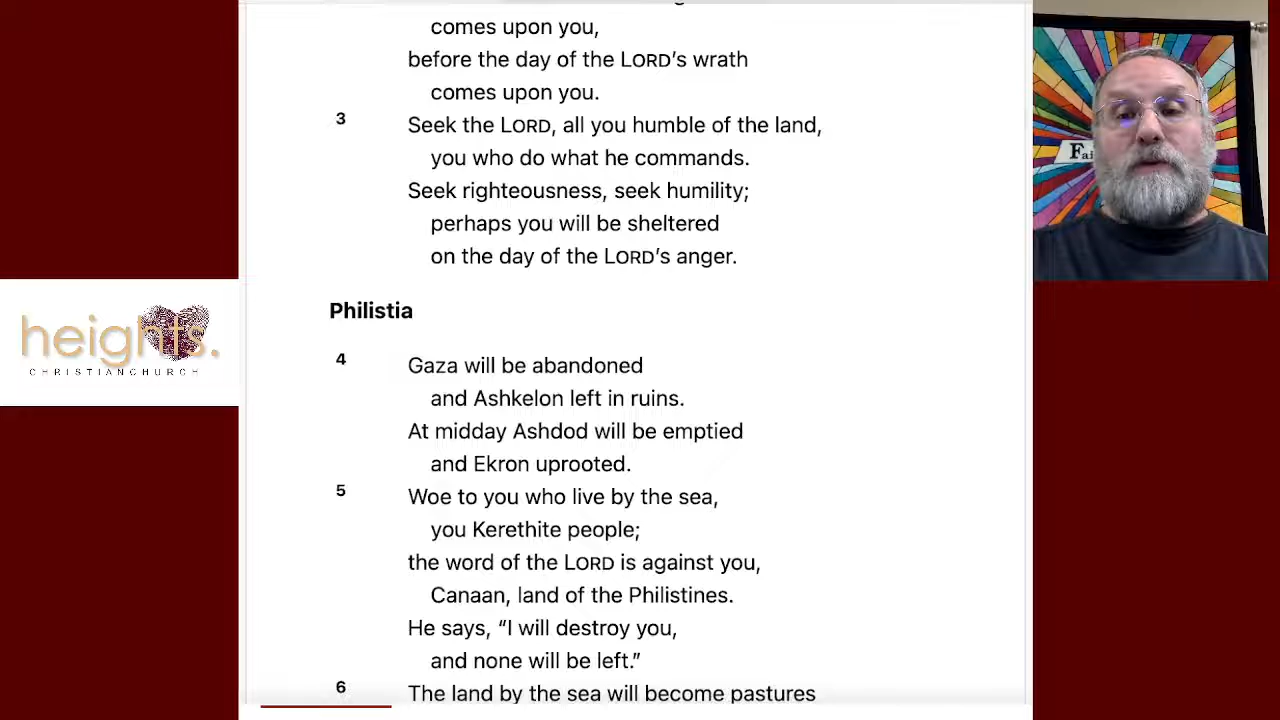 comes upon you,
before the day of the LORD's wrath
comes upon you.
3 Seek the LORD, all you humble of the land,
you who do what he commands.
Seek righteousness, seek humility;
perhaps you will be sheltered
on the day of the LORD's anger.
Philistia
4 Gaza will be abandoned
and Ashkelon left in ruins.
At midday Ashdod will be emptied
and Ekron uprooted.
5 Woe to you who live by the sea,
you Kerethite people;
the word of the LORD is against you,
Canaan, land of the Philistines.
He says, “I will destroy you,
and none will be left.”
6 The land by the sea will become pastures
heights.
CHRISTIANCHURCH